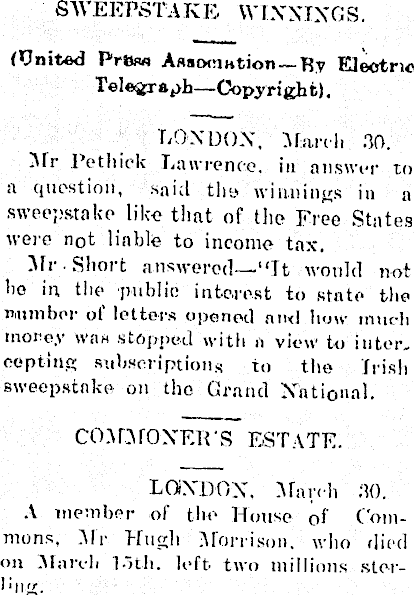 SWEEPSTAKE WINNINGS.
(United Press Association—By Electric
Telegraph—Copyright).
LONDON, March 30.
Mr Pethick Lawrence, in answer to
a question, said the winnings in a
sweepstake like that of the Free States
were not liable to income tax.
Mr Short answered—"It would not
be in the public interest to state the
number of letters opened and how much
money was stopped with a view to inter-
cepting subscriptions to the Irish
sweepstake on the Grand National.
COMMONER'S ESTATE.
LONDON, March 30.
A member of the House of Com-
mons, Mr Hugh Morrison, who died
on March 15th, left two millions ster-
ling.